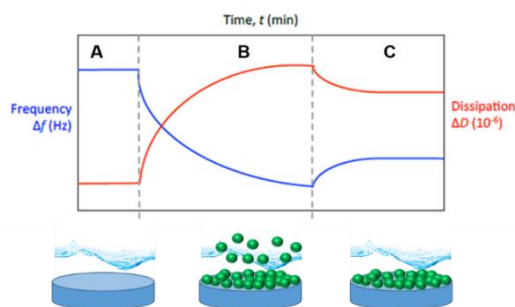 Time, t (min)
A B C
Frequency
Δf (Hz)
Dissipation
ΔD (10⁻⁶)